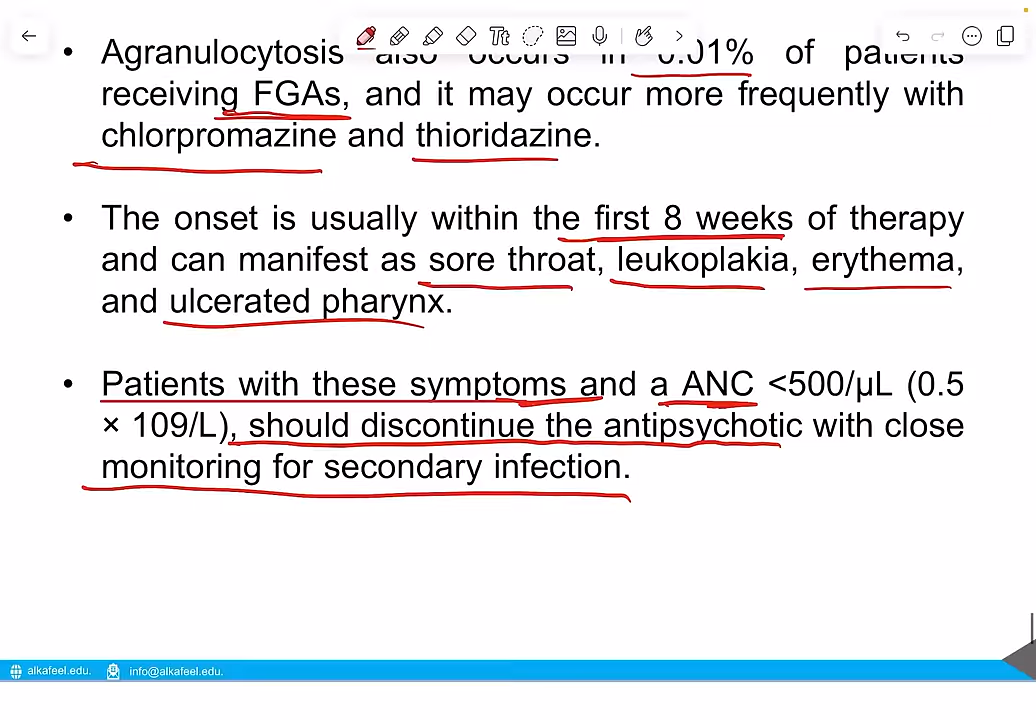 • Agranulocytosis also occurs in 0.01% of patients
receiving FGAs, and it may occur more frequently with
chlorpromazine and thioridazine.
• The onset is usually within the first 8 weeks of therapy
and can manifest as sore throat, leukoplakia, erythema,
and ulcerated pharynx.
• Patients with these symptoms and a ANC <500/μL (0.5
× 109/L), should discontinue the antipsychotic with close
monitoring for secondary infection.
alkafeel.edu. info@alkafeel.edu.